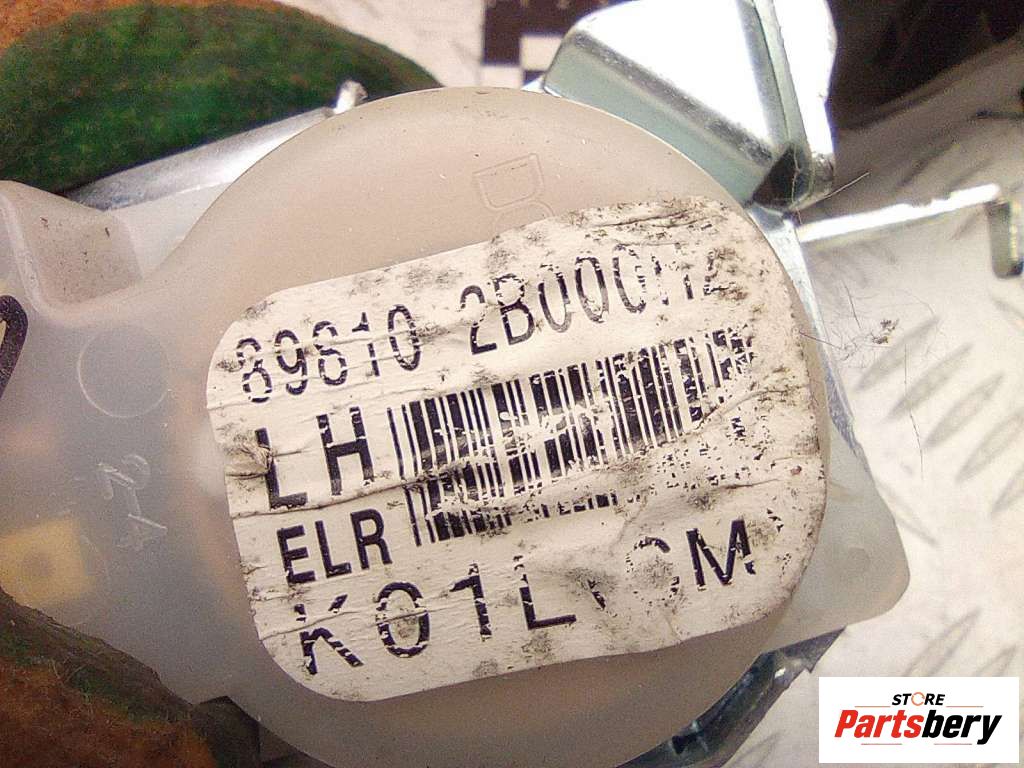 89810 2B000
LH
ELR
K01L
STORE
Partsbery